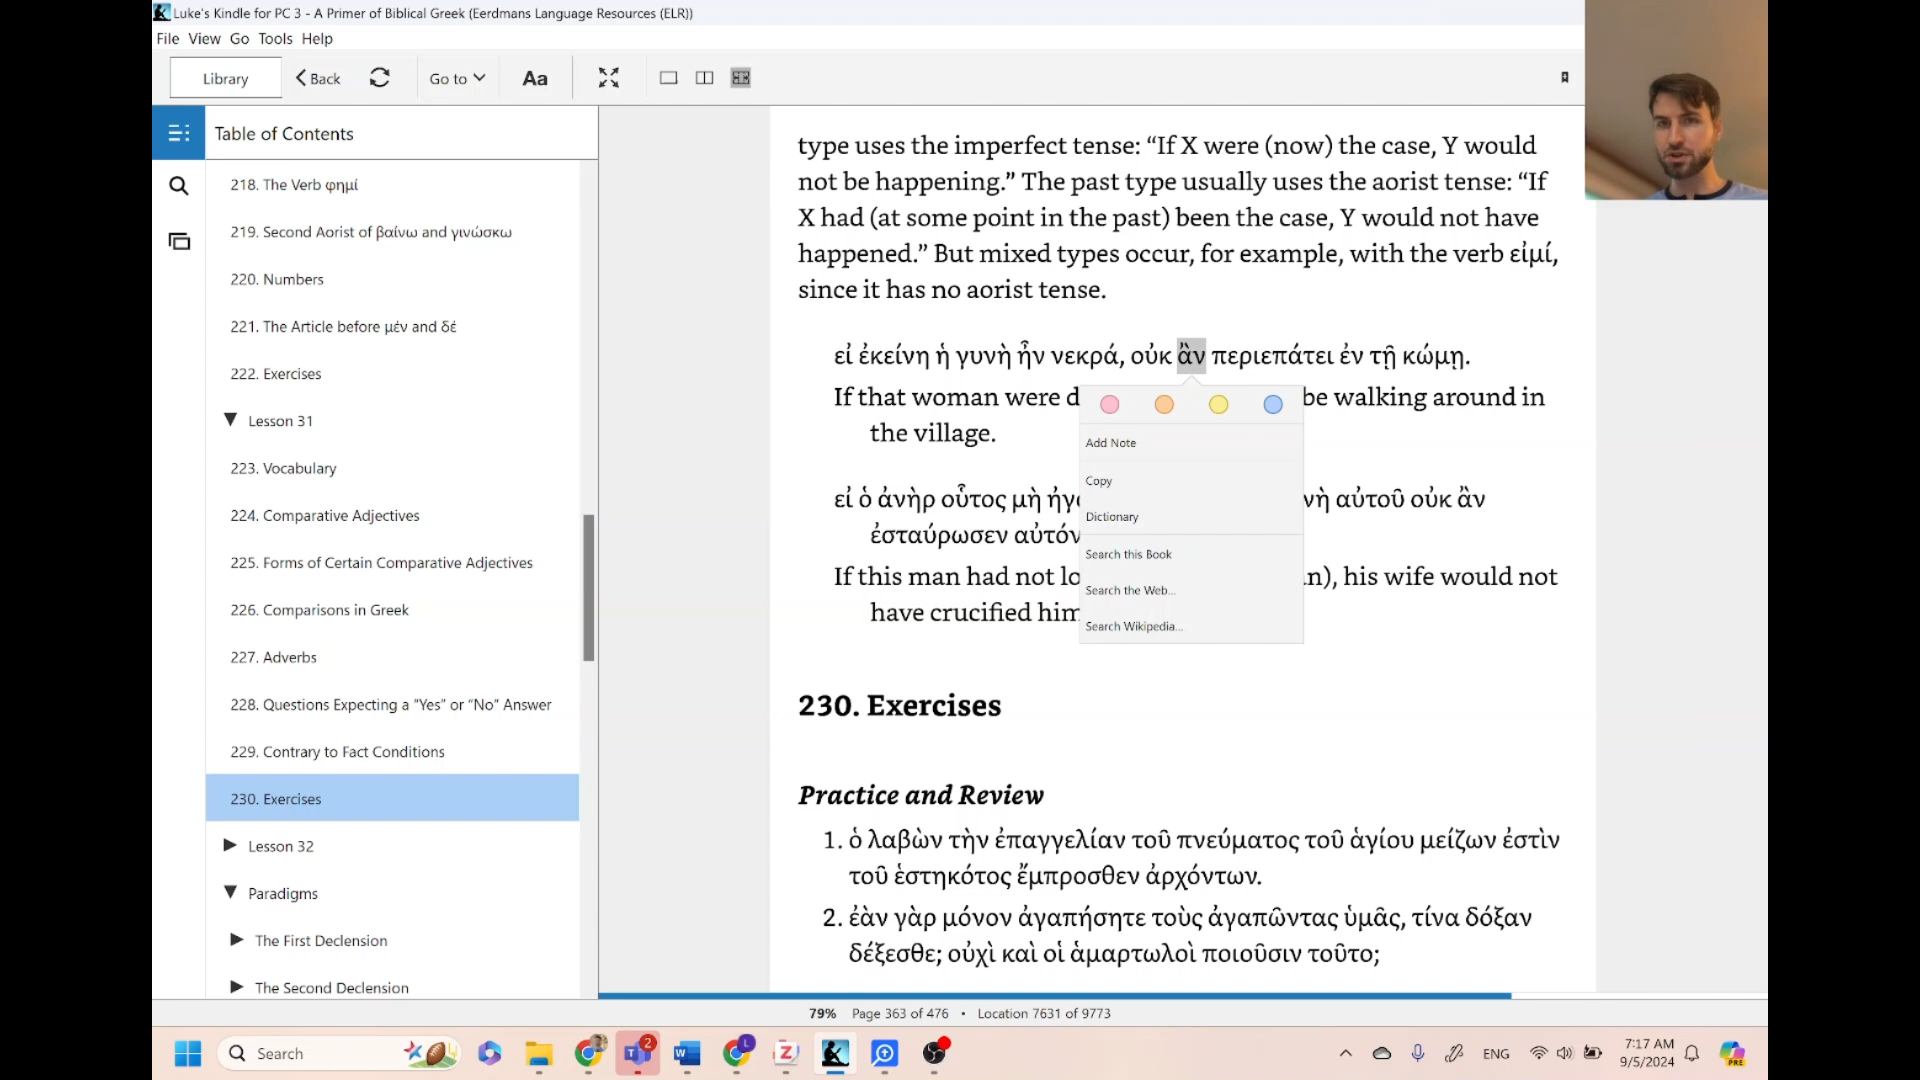 Luke's Kindle for PC 3 - A Primer of Biblical Greek (Eerdmans Language Resources (ELR))
File View Go Tools Help
Library
Back
Go to
Aa
Table of Contents
218. The Verb φημί
219. Second Aorist of βαίνω and γινώσκω
220. Numbers
221. The Article before μέν and δέ
222. Exercises
Lesson 31
223. Vocabulary
224. Comparative Adjectives
225. Forms of Certain Comparative Adjectives
226. Comparisons in Greek
227. Adverbs
228. Questions Expecting a "Yes" or "No" Answer
229. Contrary to Fact Conditions
230. Exercises
Lesson 32
Paradigms
The First Declension
The Second Declension
type uses the imperfect tense: “If X were (now) the case, Y would
not be happening.” The past type usually uses the aorist tense: “If
X had (at some point in the past) been the case, Y would not have
happened.” But mixed types occur, for example, with the verb εἰμί,
since it has no aorist tense.
εἰ ἐκείνη ἡ γυνὴ ἦν νεκρά, οὐκ ἂν περιεπάτει ἐν τῇ κώμῃ.
If that woman were d be walking around in
the village.
εἰ ὁ ἀνὴρ οὗτος μὴ ἠγ νὴ αὐτοῦ οὐκ ἂν
ἐσταύρωσεν αὐτόν
If this man had not lo n), his wife would not
have crucified him
Add Note
Copy
Dictionary
Search this Book
Search the Web...
Search Wikipedia...
230. Exercises
Practice and Review
1. ὁ λαβὼν τὴν ἐπαγγελίαν τοῦ πνεύματος τοῦ ἁγίου μείζων ἐστὶν
τοῦ ἑστηκότος ἔμπροσθεν ἀρχόντων.
2. ἐὰν γὰρ μόνον ἀγαπήσητε τοὺς ἀγαπῶντας ὑμᾶς, τίνα δόξαν
δέξεσθε; οὐχὶ καὶ οἱ ἁμαρτωλοὶ ποιοῦσιν τοῦτο;
79% Page 363 of 476 • Location 7631 of 9773
Search
2
L
ENG
7:17 AM
9/5/2024
PRE